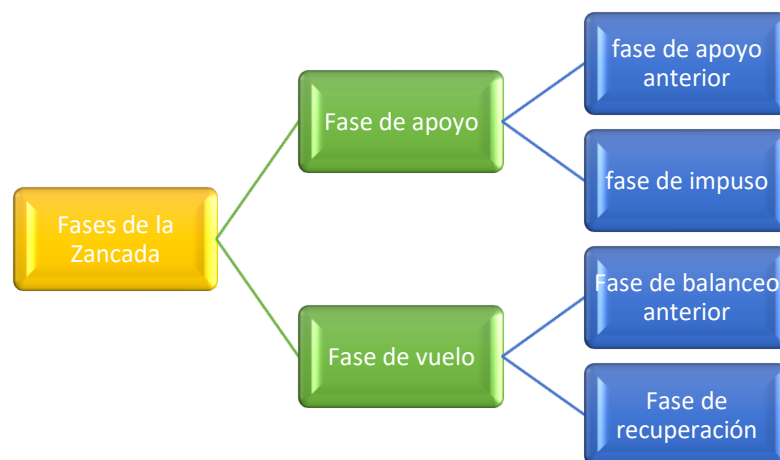 Fases de la
Zancada
Fase de apoyo
fase de apoyo
anterior
fase de impuso
Fase de vuelo
Fase de balanceo
anterior
Fase de
recuperación